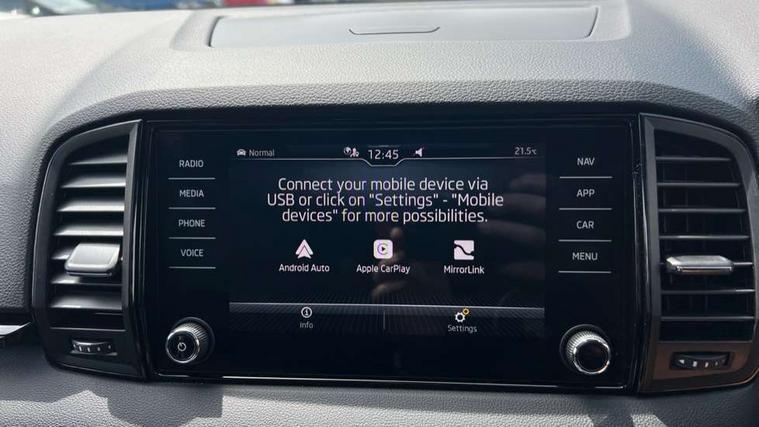 Normal
12:45
21.5°C
RADIO
MEDIA
PHONE
VOICE
Connect your mobile device via
USB or click on "Settings" - "Mobile
devices" for more possibilities.
Android Auto
Apple CarPlay
MirrorLink
Info
Settings
NAV
APP
CAR
MENU